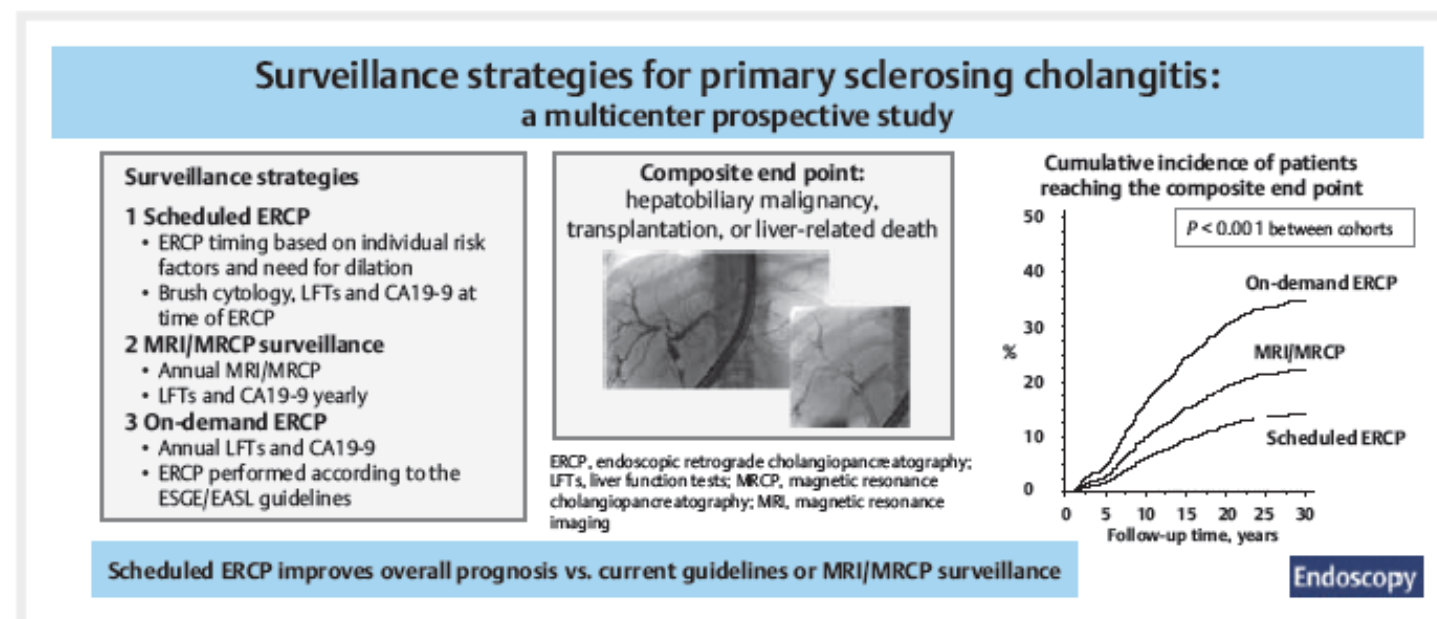 Surveillance strategies for primary sclerosing cholangitis:
a multicenter prospective study
Surveillance strategies
1 Scheduled ERCP
• ERCP timing based on individual risk
factors and need for dilation
• Brush cytology, LFTs and CA19-9 at
time of ERCP
2 MRI/MRCP surveillance
• Annual MRI/MRCP
• LFTs and CA19-9 yearly
3 On-demand ERCP
• Annual LFTs and CA19-9
• ERCP performed according to the
ESGE/EASL guidelines
Composite end point:
hepatobiliary malignancy,
transplantation, or liver-related death
ERCP, endoscopic retrograde cholangiopancreatography;
LFTs, liver function tests; MRCP, magnetic resonance
cholangiopancreatography; MRI, magnetic resonance
imaging
Cumulative incidence of patients
reaching the composite end point
P < 0.001 between cohorts
50
40
30
20
10
0
%
On-demand ERCP
MRI/MRCP
Scheduled ERCP
0 5 10 15 20 25 30
Follow-up time, years
Scheduled ERCP improves overall prognosis vs. current guidelines or MRI/MRCP surveillance
Endoscopy